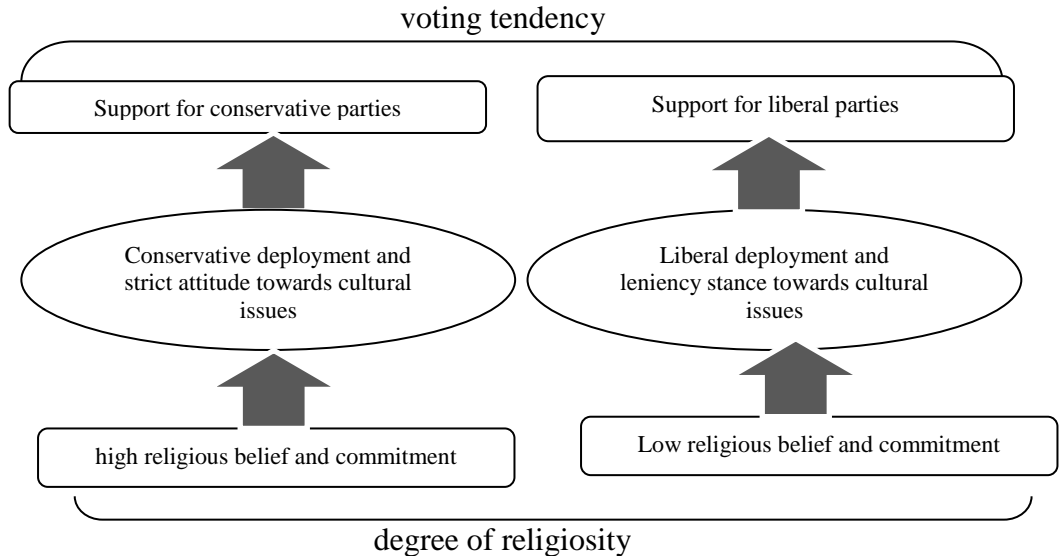 voting tendency
Support for conservative parties
Support for liberal parties
Conservative deployment and
strict attitude towards cultural
issues
Liberal deployment and
leniency stance towards cultural
issues
high religious belief and commitment
Low religious belief and commitment
degree of religiosity